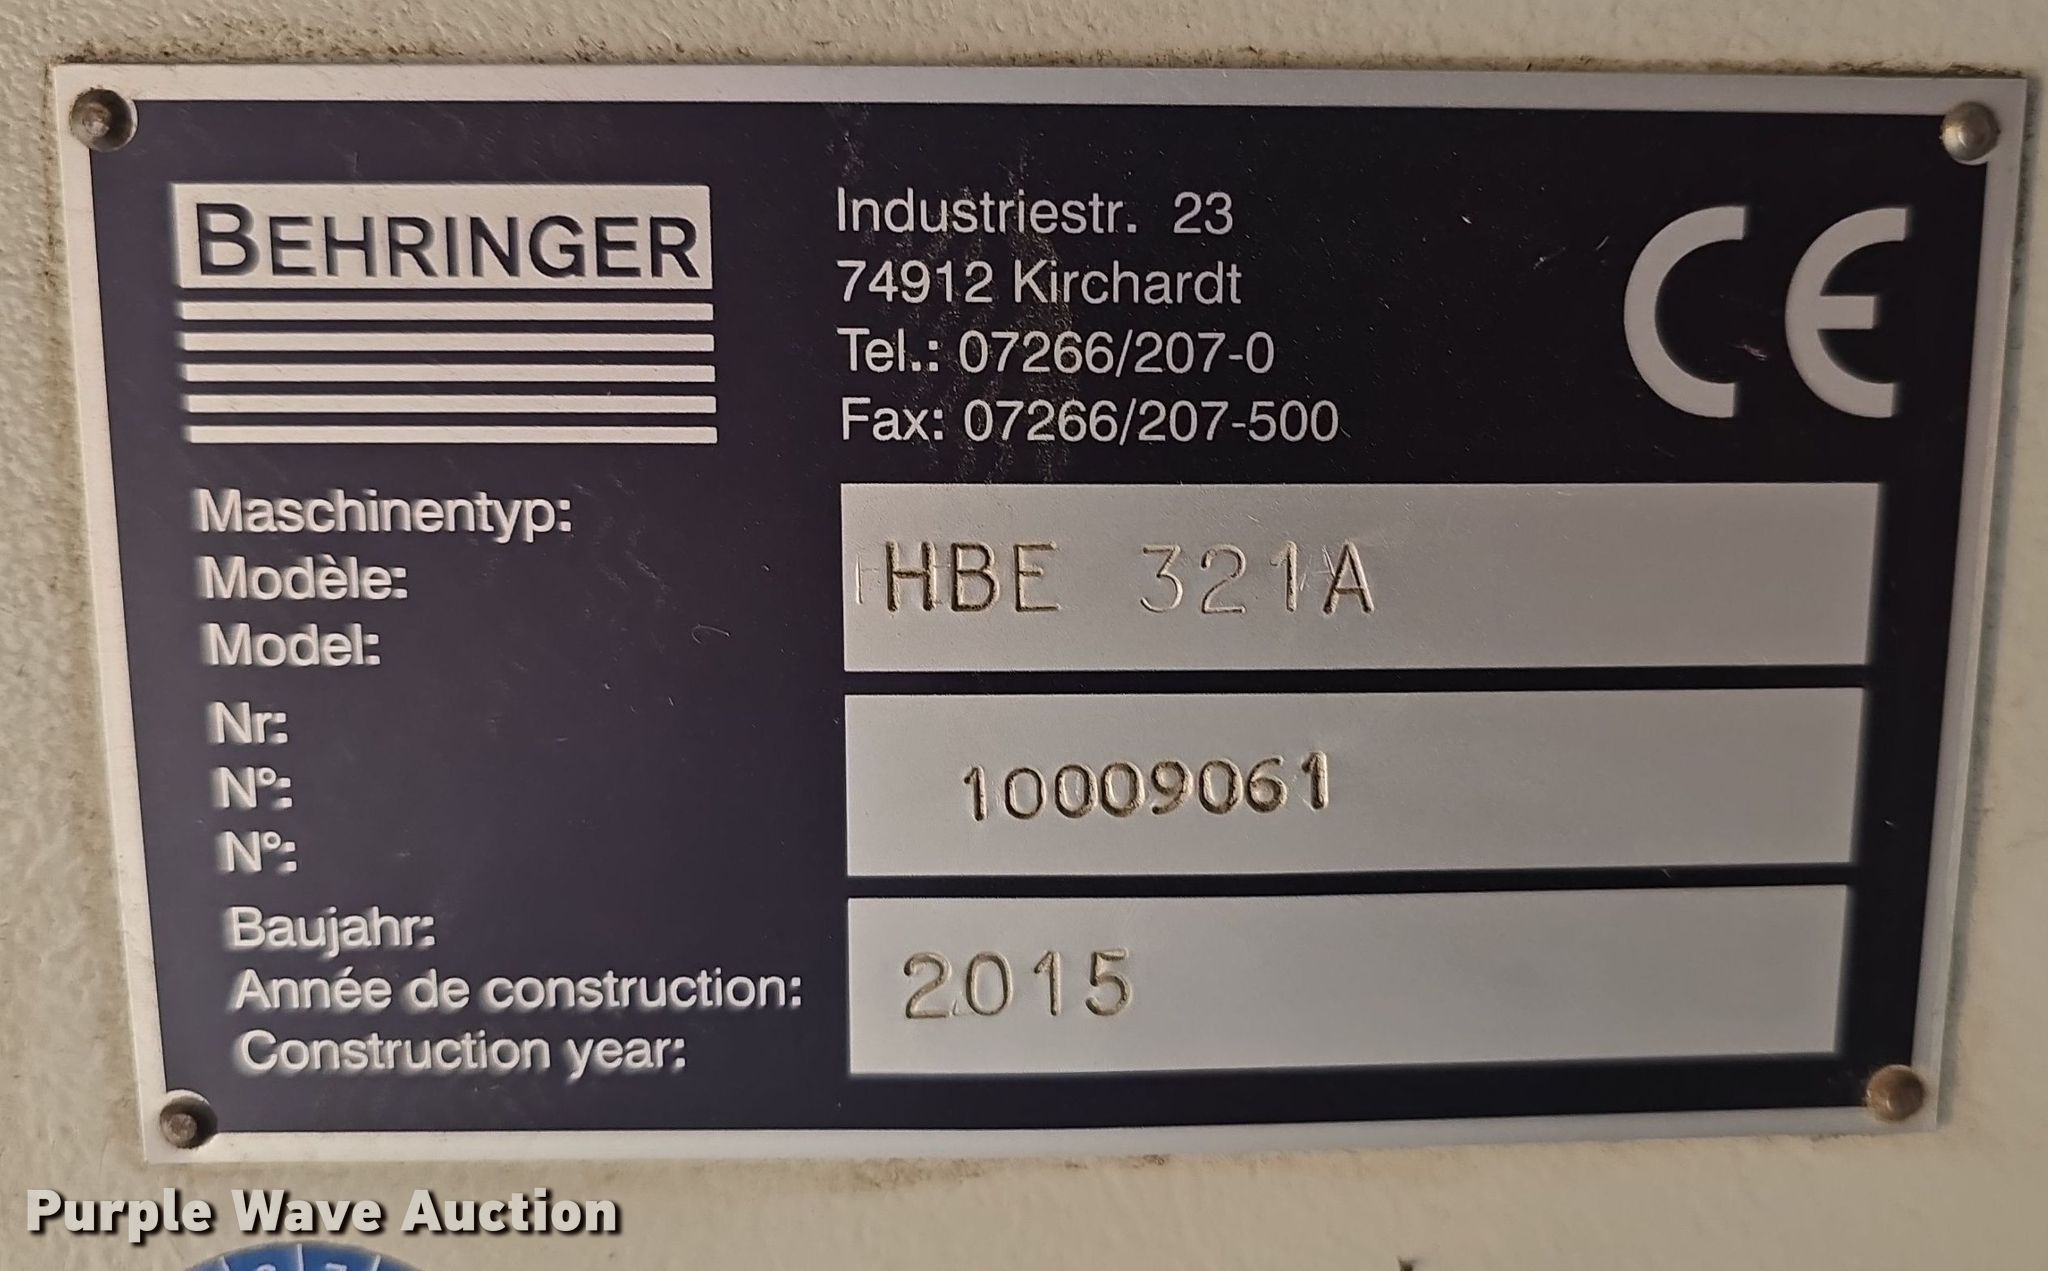 BEHRINGER
Industriestr. 23
74912 Kirchardt
Tel.: 07266/207-0
Fax: 07266/207-500
CE
Maschinentyp:
Modèle:
Model:
HBE 321A
Nr.:
N°:
N°:
10009061
Baujahr:
Année de construction:
Construction year:
2015
Purple Wave Auction